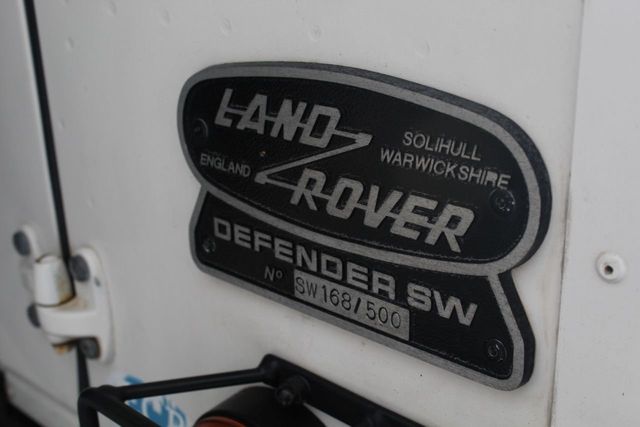 LAND
ROVER
SOLIHULL
WARWICKSHIRE
ENGLAND
DEFENDER SW
Nº SW168/500